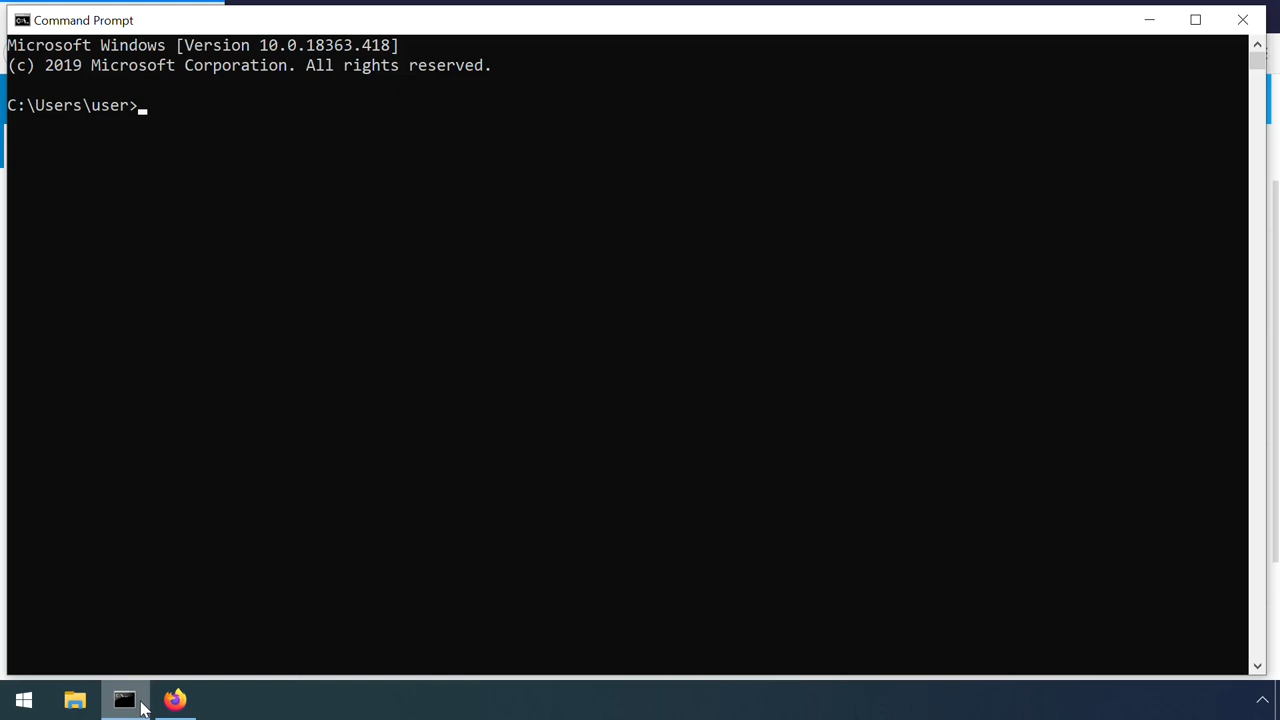 Command Prompt
Microsoft Windows [Version 10.0.18363.418]
(c) 2019 Microsoft Corporation. All rights reserved.
C:\Users\user>